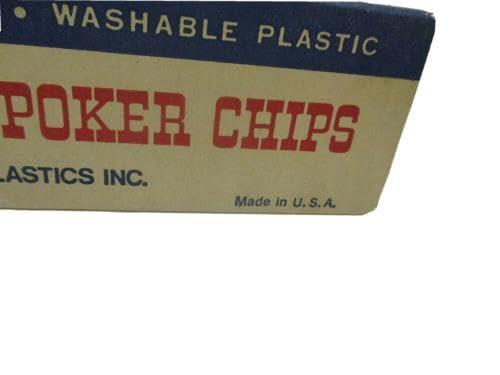 • WASHABLE PLASTIC
POKER CHIPS
LASTICS INC.
Made in U.S.A.